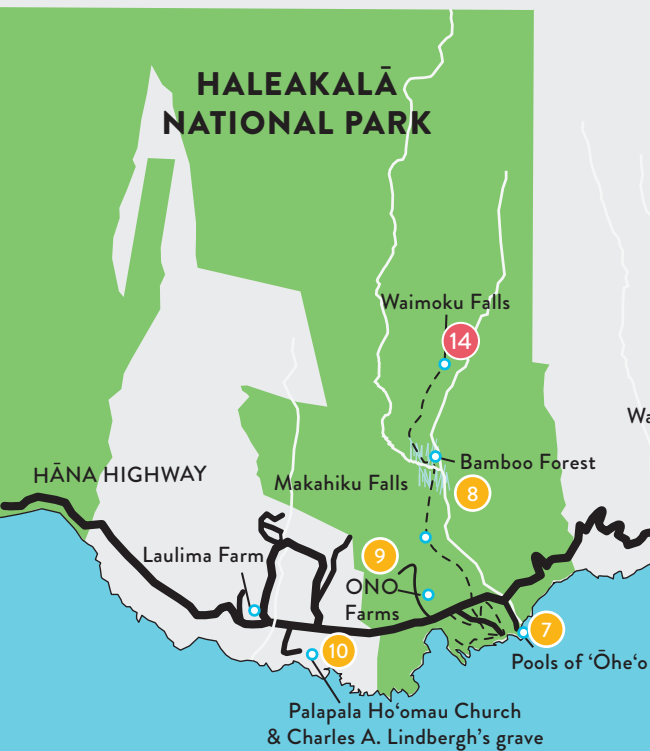 HALEAKALĀ
NATIONAL PARK
Waimoku Falls
14
Wa
Bamboo Forest
HĀNA HIGHWAY
Makahiku Falls
8
Laulima Farm
9
ONO
Farms
7
10
Pools of ʻŌheʻo
Palapala Hoʻomau Church
& Charles A. Lindbergh's grave